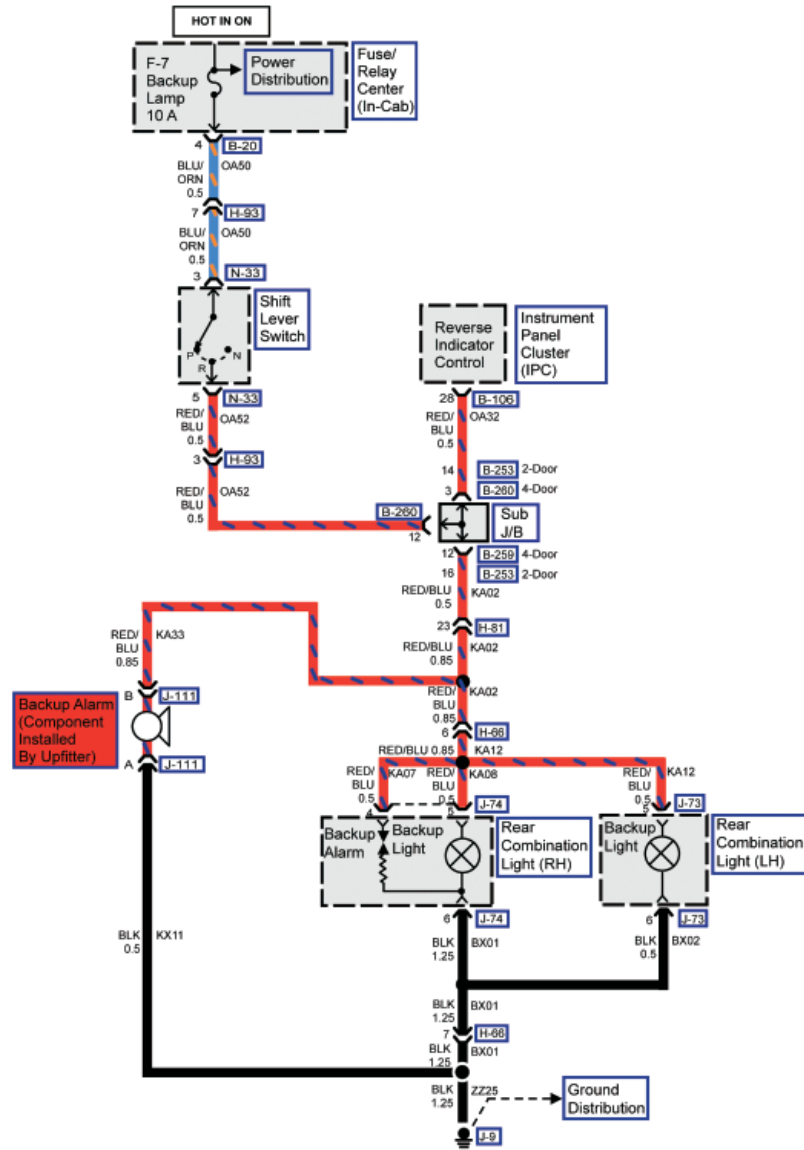 HOT IN ON
F-7
Backup
Lamp
10 A
Power
Distribution
Fuse/
Relay
Center
(In-Cab)
4
B-20
BLU/
ORN
0.5
OA50
7
H-93
BLU/
ORN
0.5
OA50
3
N-33
P
R
N
Shift
Lever
Switch
5
N-33
RED/
BLU
0.5
OA52
3
H-93
RED/
BLU
0.5
OA52
B-260
12
Reverse
Indicator
Control
Instrument
Panel
Cluster
(IPC)
28
B-106
RED/
BLU
0.5
OA32
14
B-253
2-Door
3
B-260
4-Door
Sub
J/B
12
B-259
4-Door
16
B-253
2-Door
RED/BLU
0.5
KA02
23
H-81
RED/BLU
0.85
KA02
RED/
BLU
0.85
KA33
B
J-111
Backup Alarm
(Component
Installed
By Upfitter)
A
J-111
RED/
BLU
0.85
KA02
6
H-66
RED/BLU 0.85
KA12
RED/
BLU
0.5
KA07
RED/
BLU
0.5
KA08
RED/
BLU
0.5
KA12
4
5
J-74
5
J-73
Backup
Alarm
Backup
Light
Rear
Combination
Light (RH)
Backup
Light
Rear
Combination
Light (LH)
6
J-74
6
J-73
BLK
1.25
BX01
BLK
0.5
BX02
BLK
0.5
KX11
BLK
1.25
BX01
7
H-66
BLK
1.25
BX01
BLK
1.25
ZZ25
Ground
Distribution
J-9